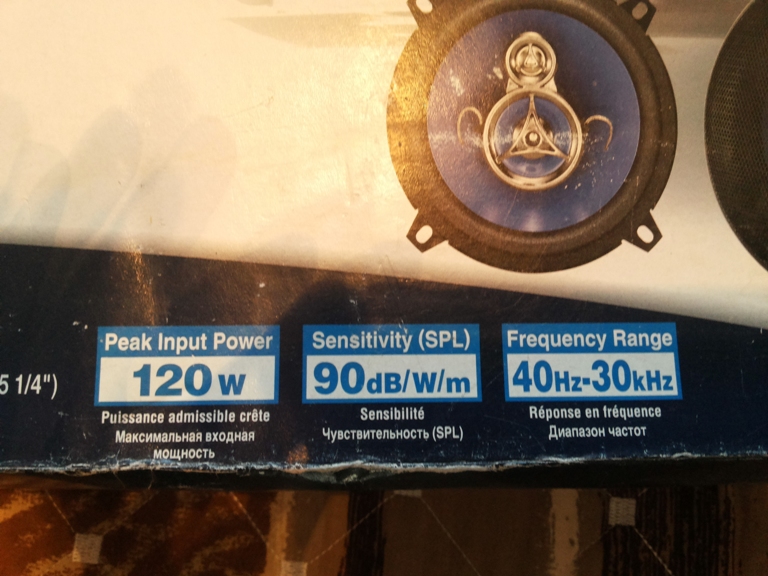 5 1/4")
Peak Input Power
120 W
Puissance admissible crête
Максимальная входная
мощность
Sensitivity (SPL)
90dB/W/m
Sensibilité
Чувствительность (SPL)
Frequency Range
40Hz-30kHz
Réponse en fréquence
Диапазон частот